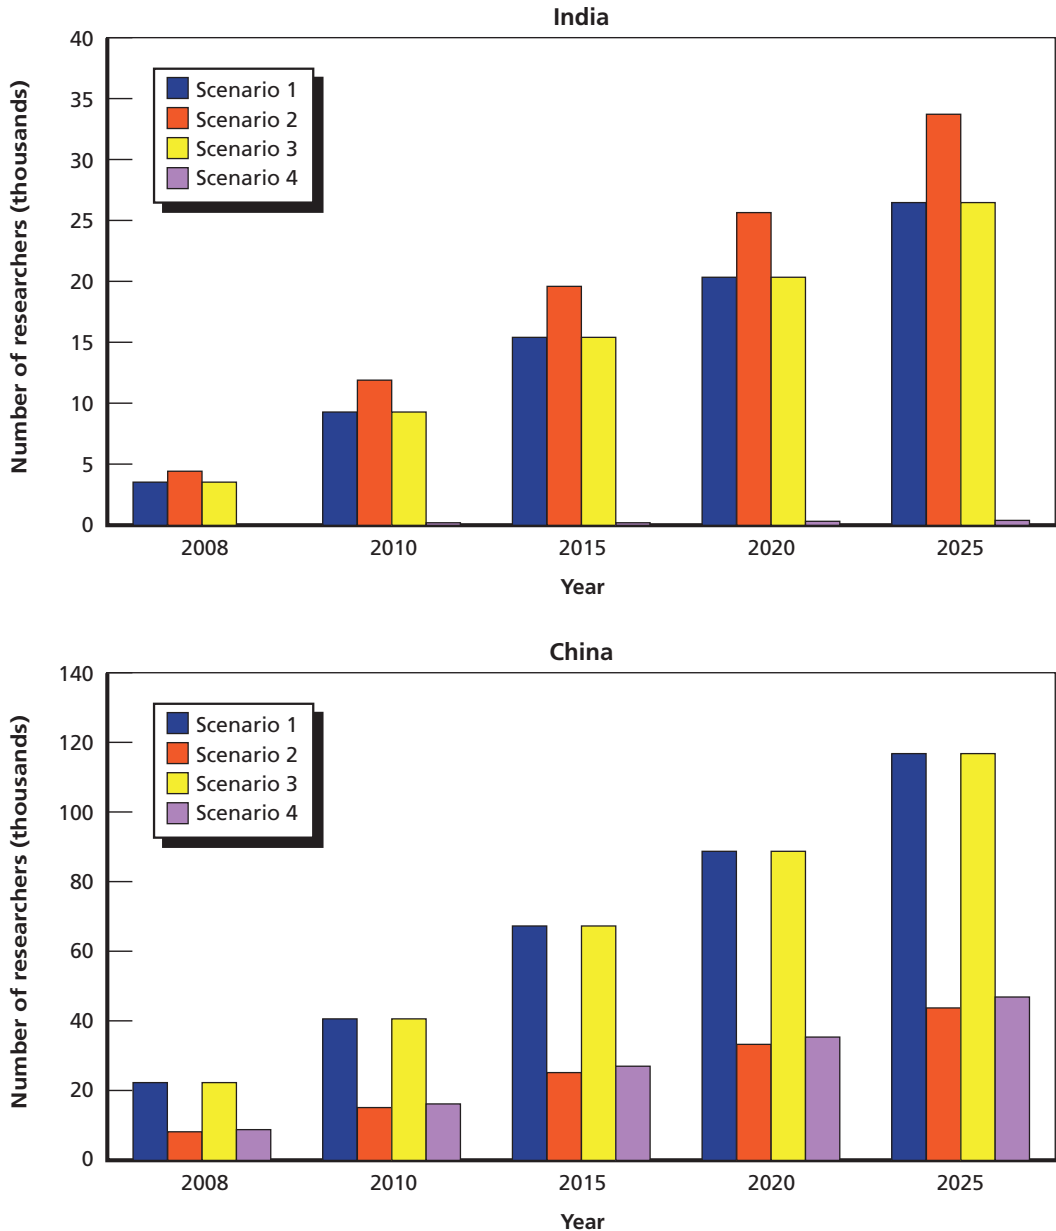 India
Number of researchers (thousands)
40
35
30
25
20
15
10
5
0
Scenario 1
Scenario 2
Scenario 3
Scenario 4
2008 2010 2015 2020 2025
Year
China
Number of researchers (thousands)
140
120
100
80
60
40
20
0
Scenario 1
Scenario 2
Scenario 3
Scenario 4
2008 2010 2015 2020 2025
Year